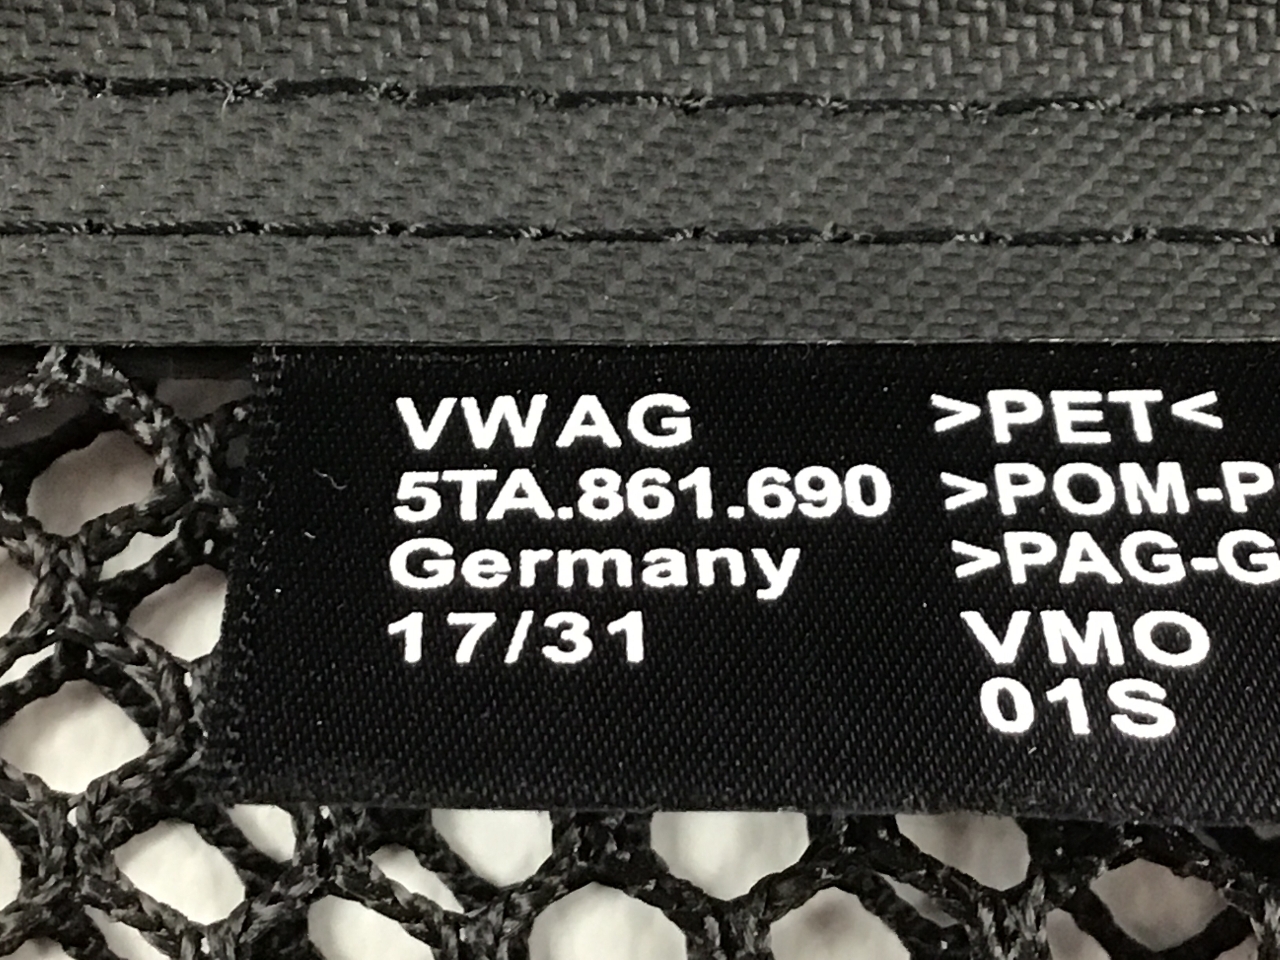 VWAG
5TA.861.690
Germany
17/31
>PET<
>POM-P
>PAG-G
VMO
01S